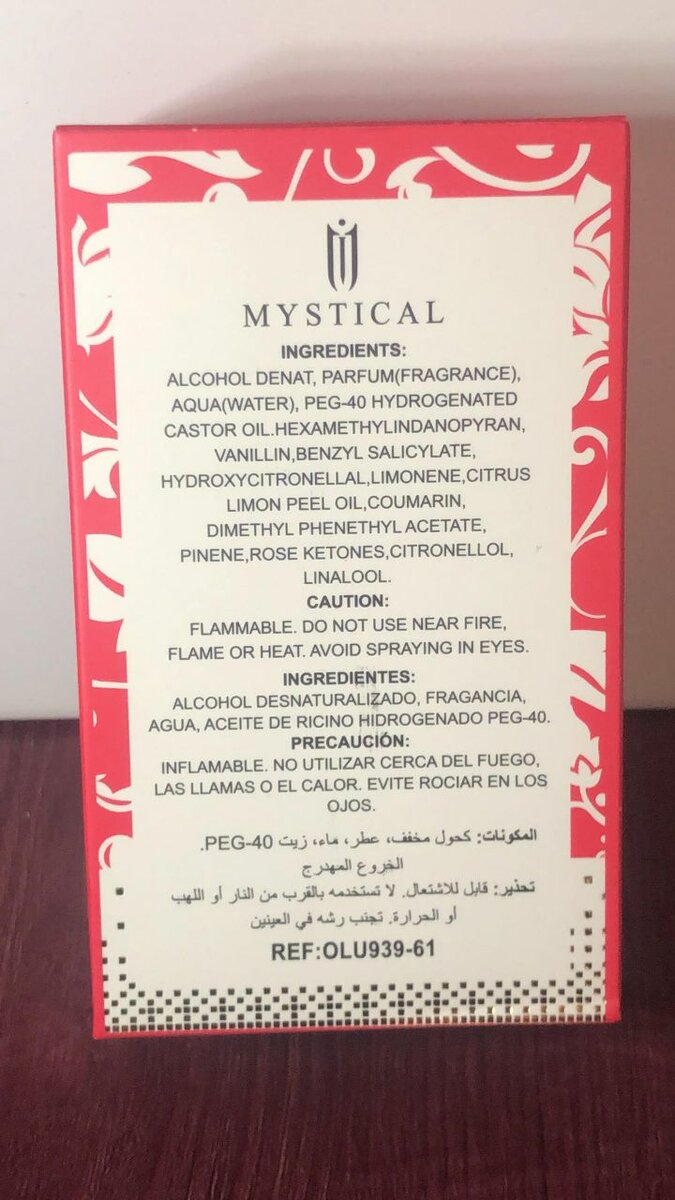 MYSTICAL
INGREDIENTS:
ALCOHOL DENAT, PARFUM(FRAGRANCE),
AQUA(WATER), PEG-40 HYDROGENATED
CASTOR OIL.HEXAMETHYLINDANOPYRAN,
VANILLIN,BENZYL SALICYLATE,
HYDROXYCITRONELLAL,LIMONENE,CITRUS
LIMON PEEL OIL,COUMARIN,
DIMETHYL PHENETHYL ACETATE,
PINENE,ROSE KETONES,CITRONELLOL,
LINALOOL.
CAUTION:
FLAMMABLE. DO NOT USE NEAR FIRE,
FLAME OR HEAT. AVOID SPRAYING IN EYES.
INGREDIENTES:
ALCOHOL DESNATURALIZADO, FRAGANCIA,
AGUA, ACEITE DE RICINO HIDROGENADO PEG-40.
PRECAUCIÓN:
INFLAMABLE. NO UTILIZAR CERCA DEL FUEGO,
LAS LLAMAS O EL CALOR. EVITE ROCIAR EN LOS
OJOS.
المكونات: كحول مخفف، عطر، ماء، زيت PEG-40.
الخروع المهدرج
تحذير: قابل للاشتعال. لا تستخدمه بالقرب من النار أو اللهب
أو الحرارة. تجنب رشه في العينين
REF:OLU939-61